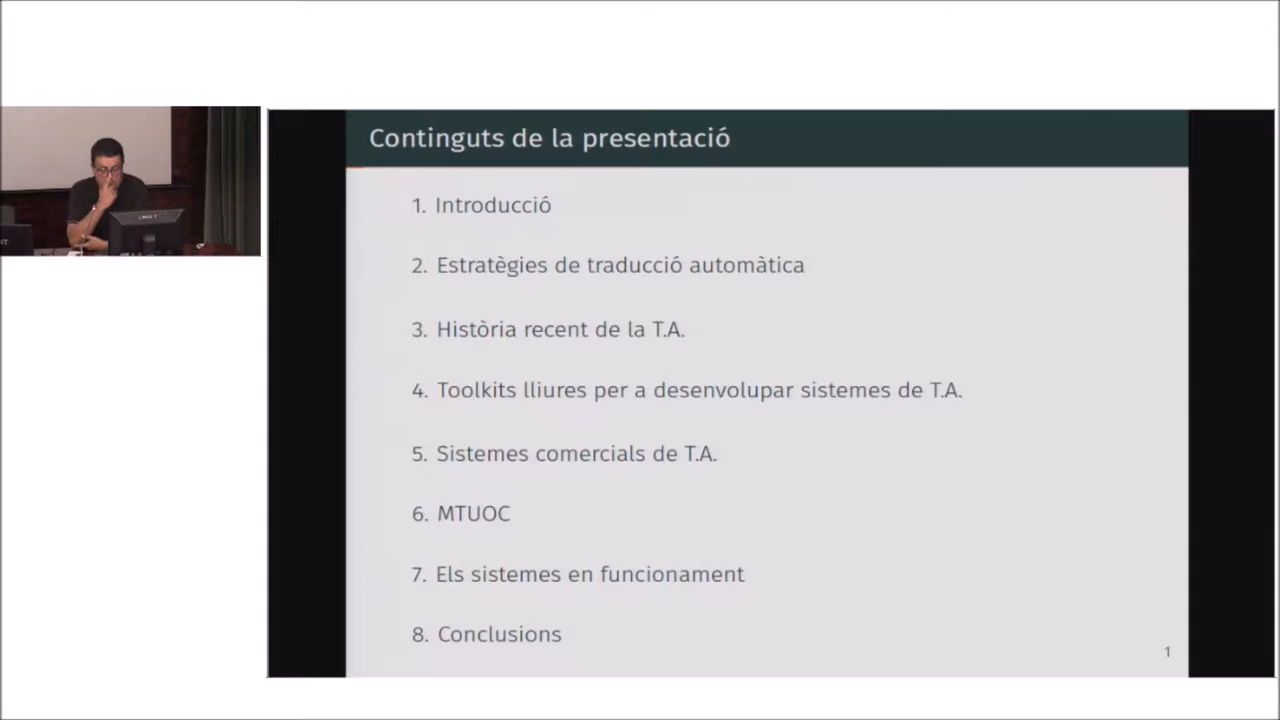 Continguts de la presentació
1. Introducció
2. Estratègies de traducció automàtica
3. Història recent de la T.A.
4. Toolkits lliures per a desenvolupar sistemes de T.A.
5. Sistemes comercials de T.A.
6. MTUOC
7. Els sistemes en funcionament
8. Conclusions
1